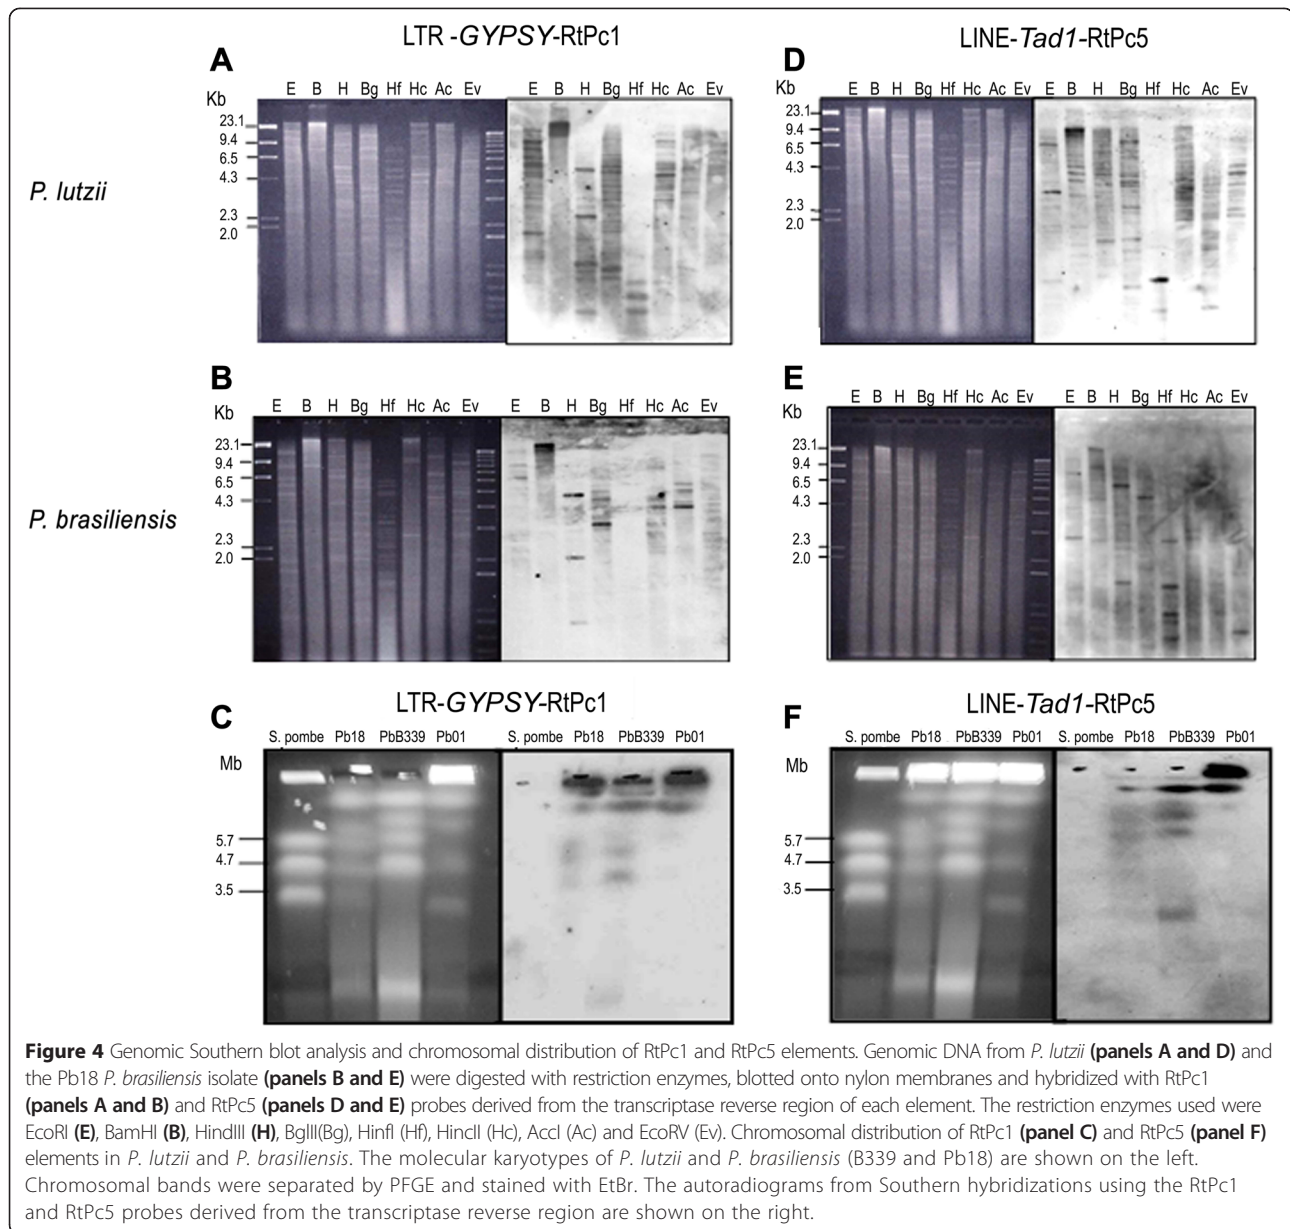 LTR -GYPSY-RtPc1
A
E B H Bg Hf Hc Ac Ev
E B H Bg Hf Hc Ac Ev
Kb
23.1
9.4
6.5
4.3
2.3
2.0
LINE-Tad1-RtPc5
D
E B H Bg Hf Hc Ac Ev
E B H Bg Hf Hc Ac Ev
Kb
23.1
9.4
6.5
4.3
2.3
2.0
P. lutzii
B
E B H Bg Hf Hc Ac Ev
E B H Bg Hf Hc Ac Ev
Kb
23.1
9.4
6.5
4.3
2.3
2.0
E
E B H Bg Hf Hc Ac Ev
E B H Bg Hf Hc Ac Ev
Kb
23.1
9.4
6.5
4.3
2.3
2.0
P. brasiliensis
LTR-GYPSY-RtPc1
C
S. pombe Pb18 PbB339 Pb01
S. pombe Pb18 PbB339 Pb01
Mb
5.7
4.7
3.5
LINE-Tad1-RtPc5
F
S. pombe Pb18 PbB339 Pb01
S. pombe Pb18 PbB339 Pb01
Mb
5.7
4.7
3.5
Figure 4 Genomic Southern blot analysis and chromosomal distribution of RtPc1 and RtPc5 elements. Genomic DNA from P. lutzii (panels A and D) and
the Pb18 P. brasiliensis isolate (panels B and E) were digested with restriction enzymes, blotted onto nylon membranes and hybridized with RtPc1
(panels A and B) and RtPc5 (panels D and E) probes derived from the transcriptase reverse region of each element. The restriction enzymes used were
EcoRI (E), BamHI (B), HindIII (H), BglII(Bg), HinfI (Hf), HincII (Hc), AccI (Ac) and EcoRV (Ev). Chromosomal distribution of RtPc1 (panel C) and RtPc5 (panel F)
elements in P. lutzii and P. brasiliensis. The molecular karyotypes of P. lutzii and P. brasiliensis (B339 and Pb18) are shown on the left.
Chromosomal bands were separated by PFGE and stained with EtBr. The autoradiograms from Southern hybridizations using the RtPc1
and RtPc5 probes derived from the transcriptase reverse region are shown on the right.